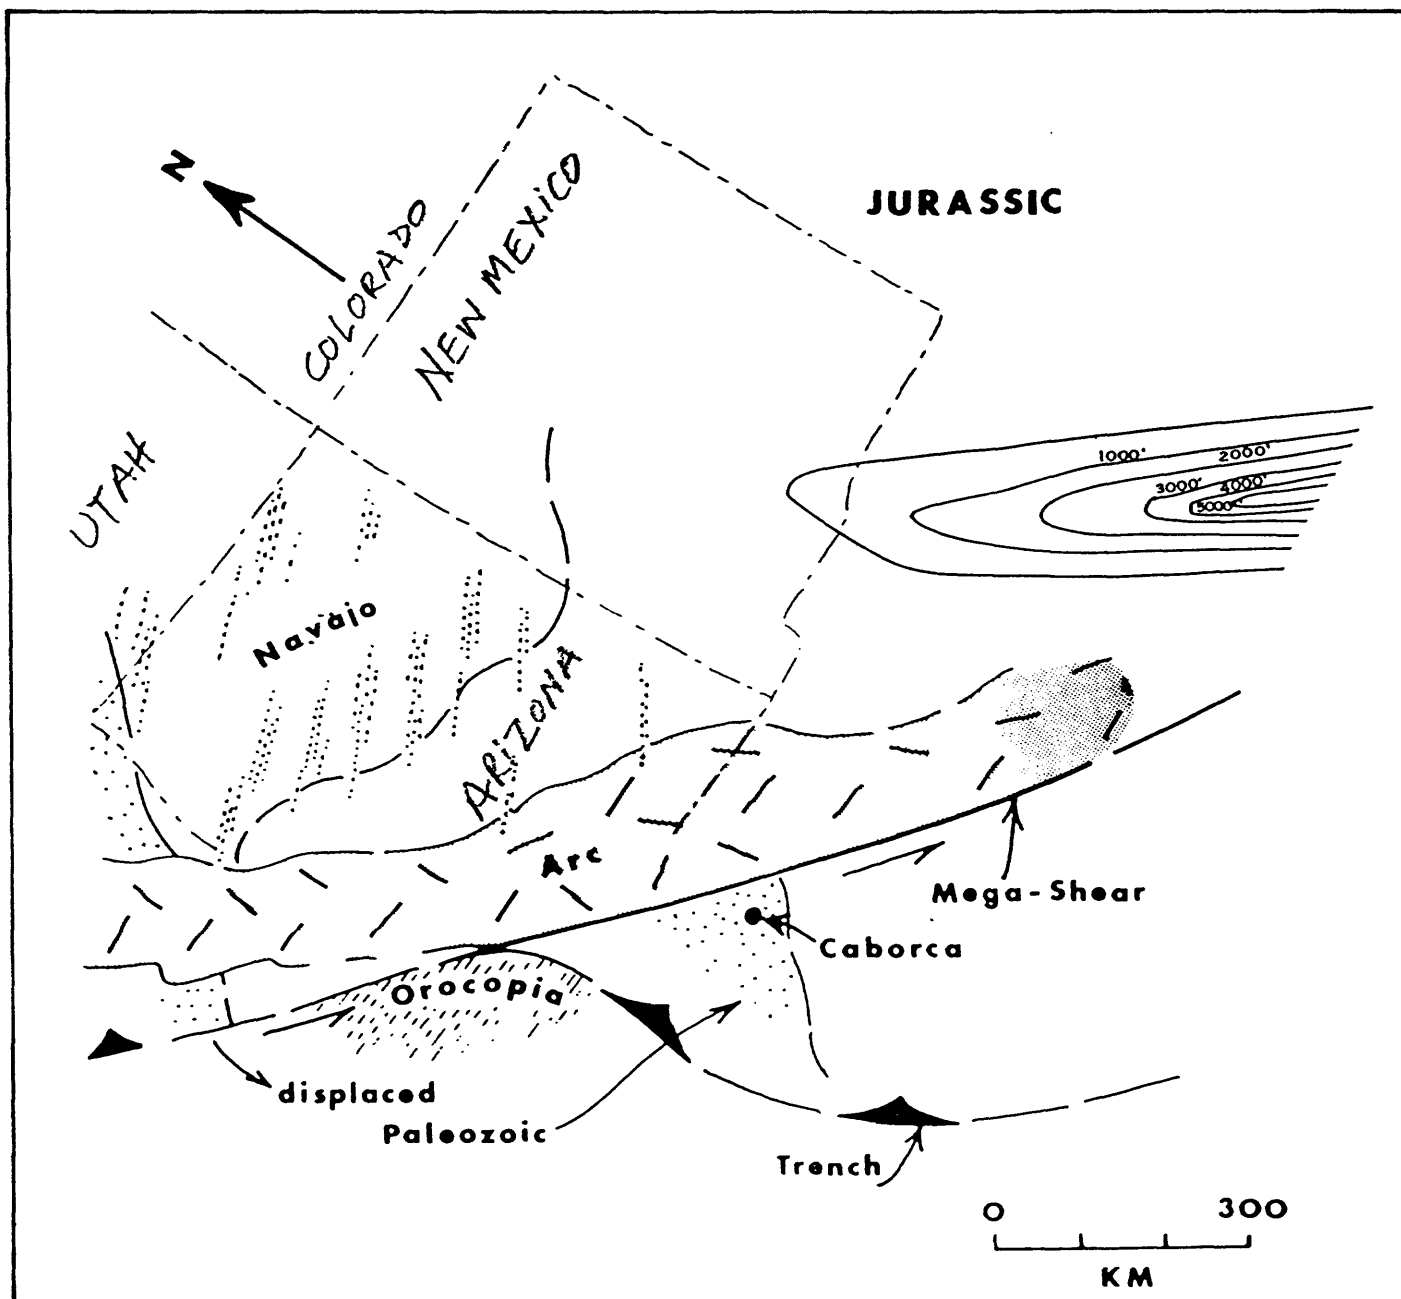 N
JURASSIC
COLORADO
NEW MEXICO
UTAH
1000'
2000'
3000'
4000'
5000'
Navajo
ARIZONA
Arc
Mega-Shear
Caborca
Orocopia
displaced
Paleozoic
Trench
0 300
KM